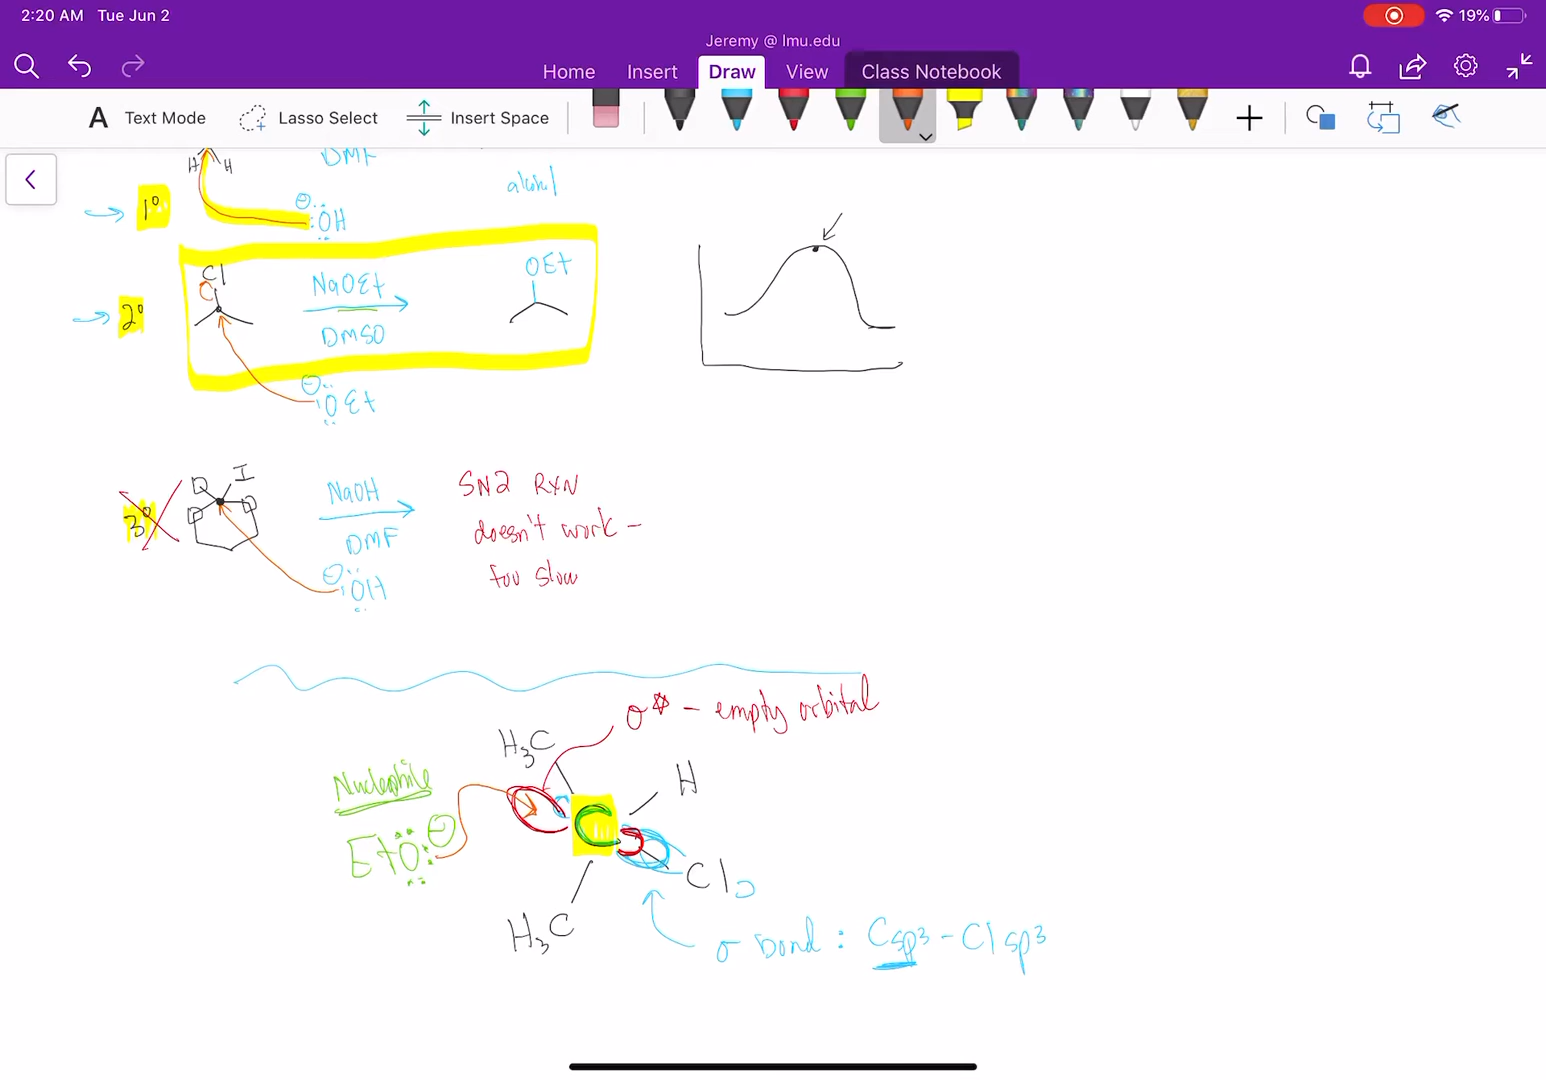 2:20 AM Tue Jun 2
19%
Jeremy @ lmu.edu
Home Insert Draw View Class Notebook
A Text Mode Lasso Select Insert Space
H H DMF
alcohol
1°
⊖
:OH
Cl
NaOEt
OEt
2°
DMSO
⊖
:OEt
I
NaOH
SN2 RXN
3°
doesn't work –
DMF
too slow
⊖
:OH
σ* – empty orbital
H₃C
H
Nucleophile
C
EtO:⊖
Cl
H₃C
σ bond : Csp³ – Cl sp³